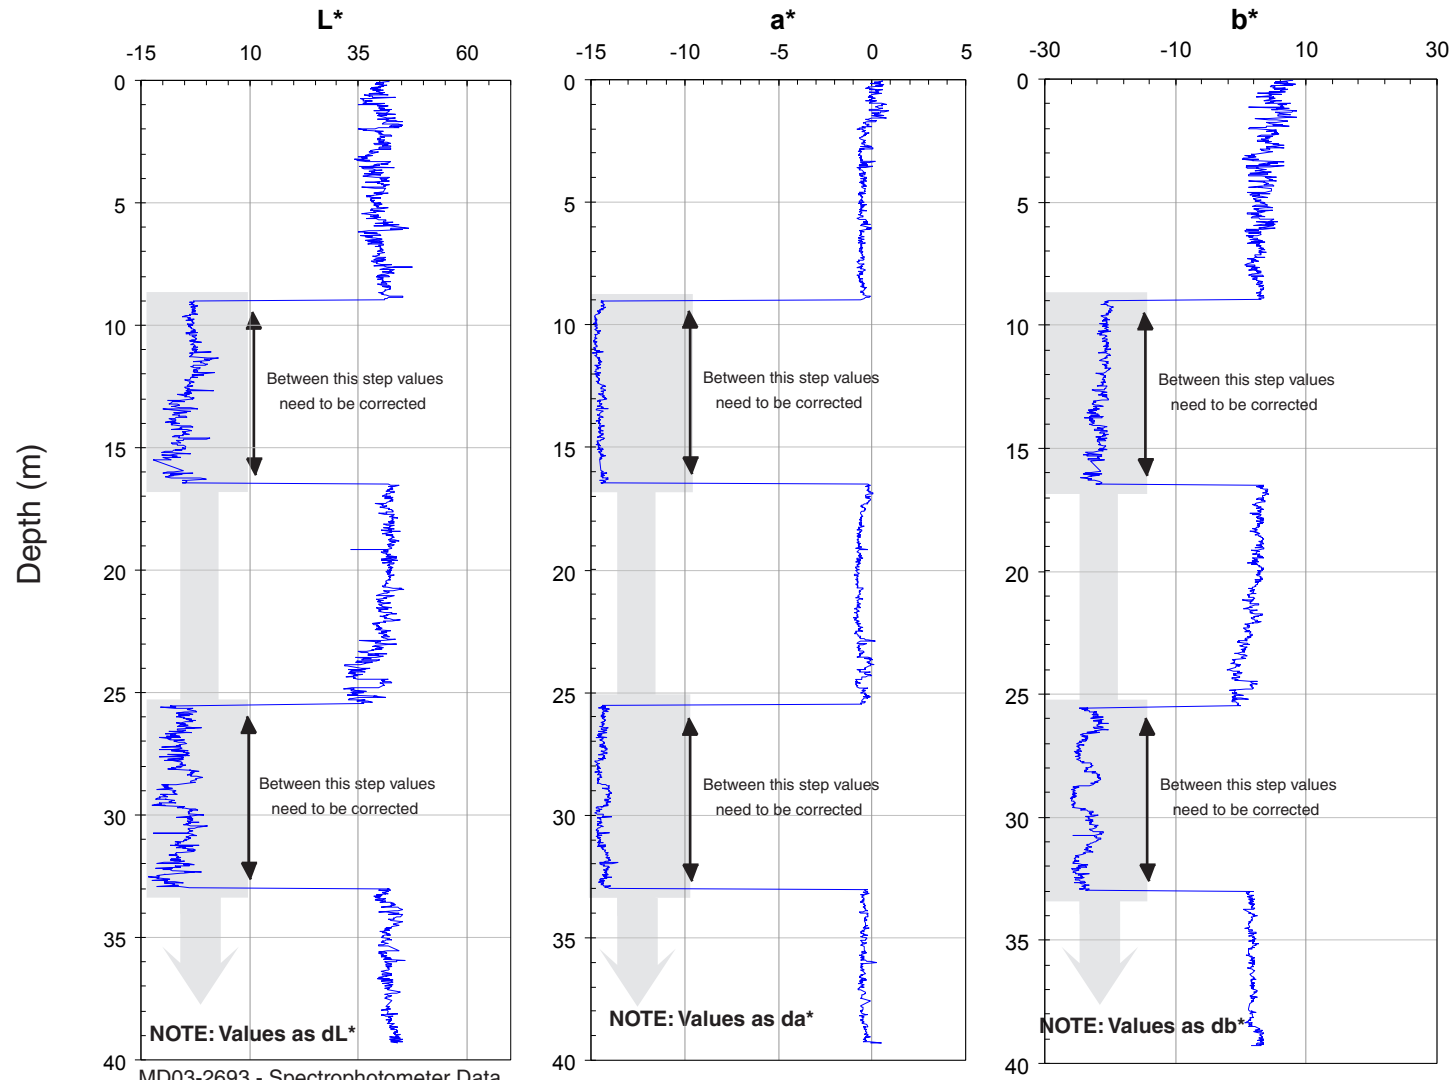 L*
a*
b*
-15 10 35 60
-15 -10 -5 0 5
-30 -10 10 30
0
5
10
15
20
25
30
35
40
0
5
10
15
20
25
30
35
40
0
5
10
15
20
25
30
35
40
Depth (m)
Between this step values
need to be corrected
Between this step values
need to be corrected
Between this step values
need to be corrected
Between this step values
need to be corrected
Between this step values
need to be corrected
Between this step values
need to be corrected
NOTE: Values as dL*
NOTE: Values as da*
NOTE: Values as db*
MD03-2693 - Spectrophotometer Data